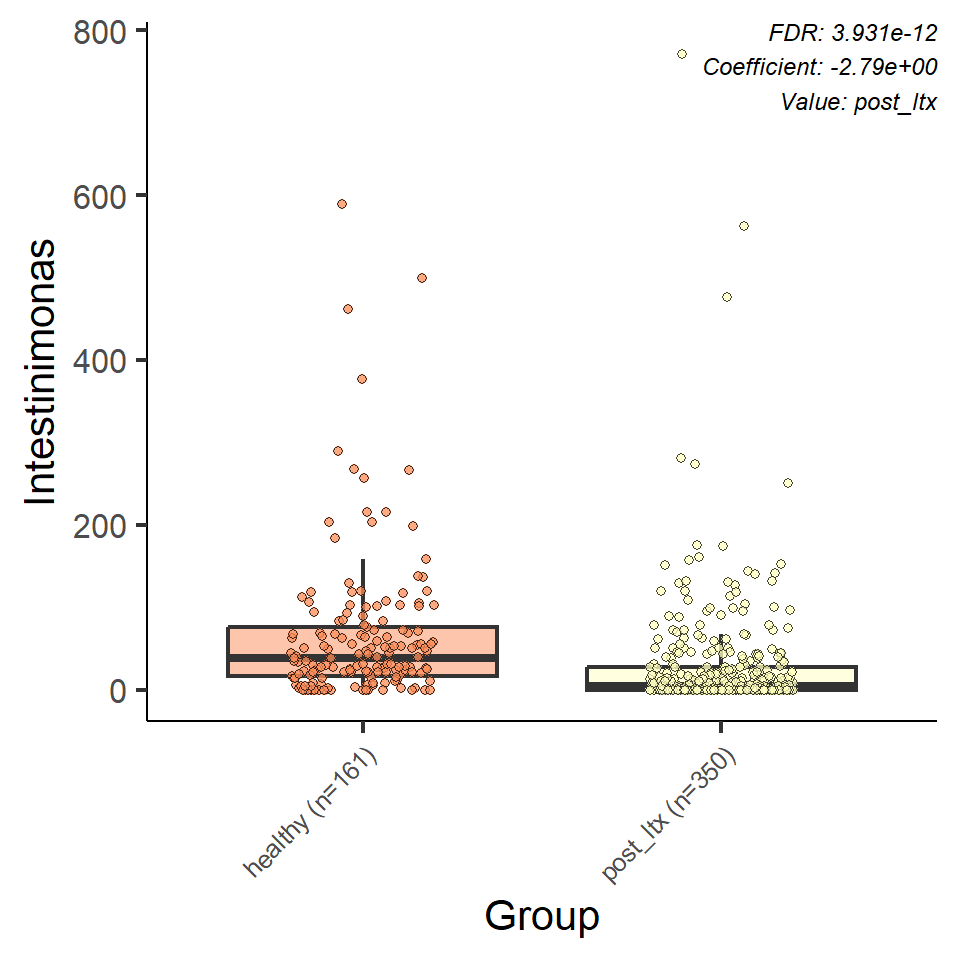 FDR: 3.931e-12
Coefficient: -2.79e+00
Value: post_ltx
800
600
400
200
0
Intestinimonas
healthy (n=161)
post_ltx (n=350)
Group